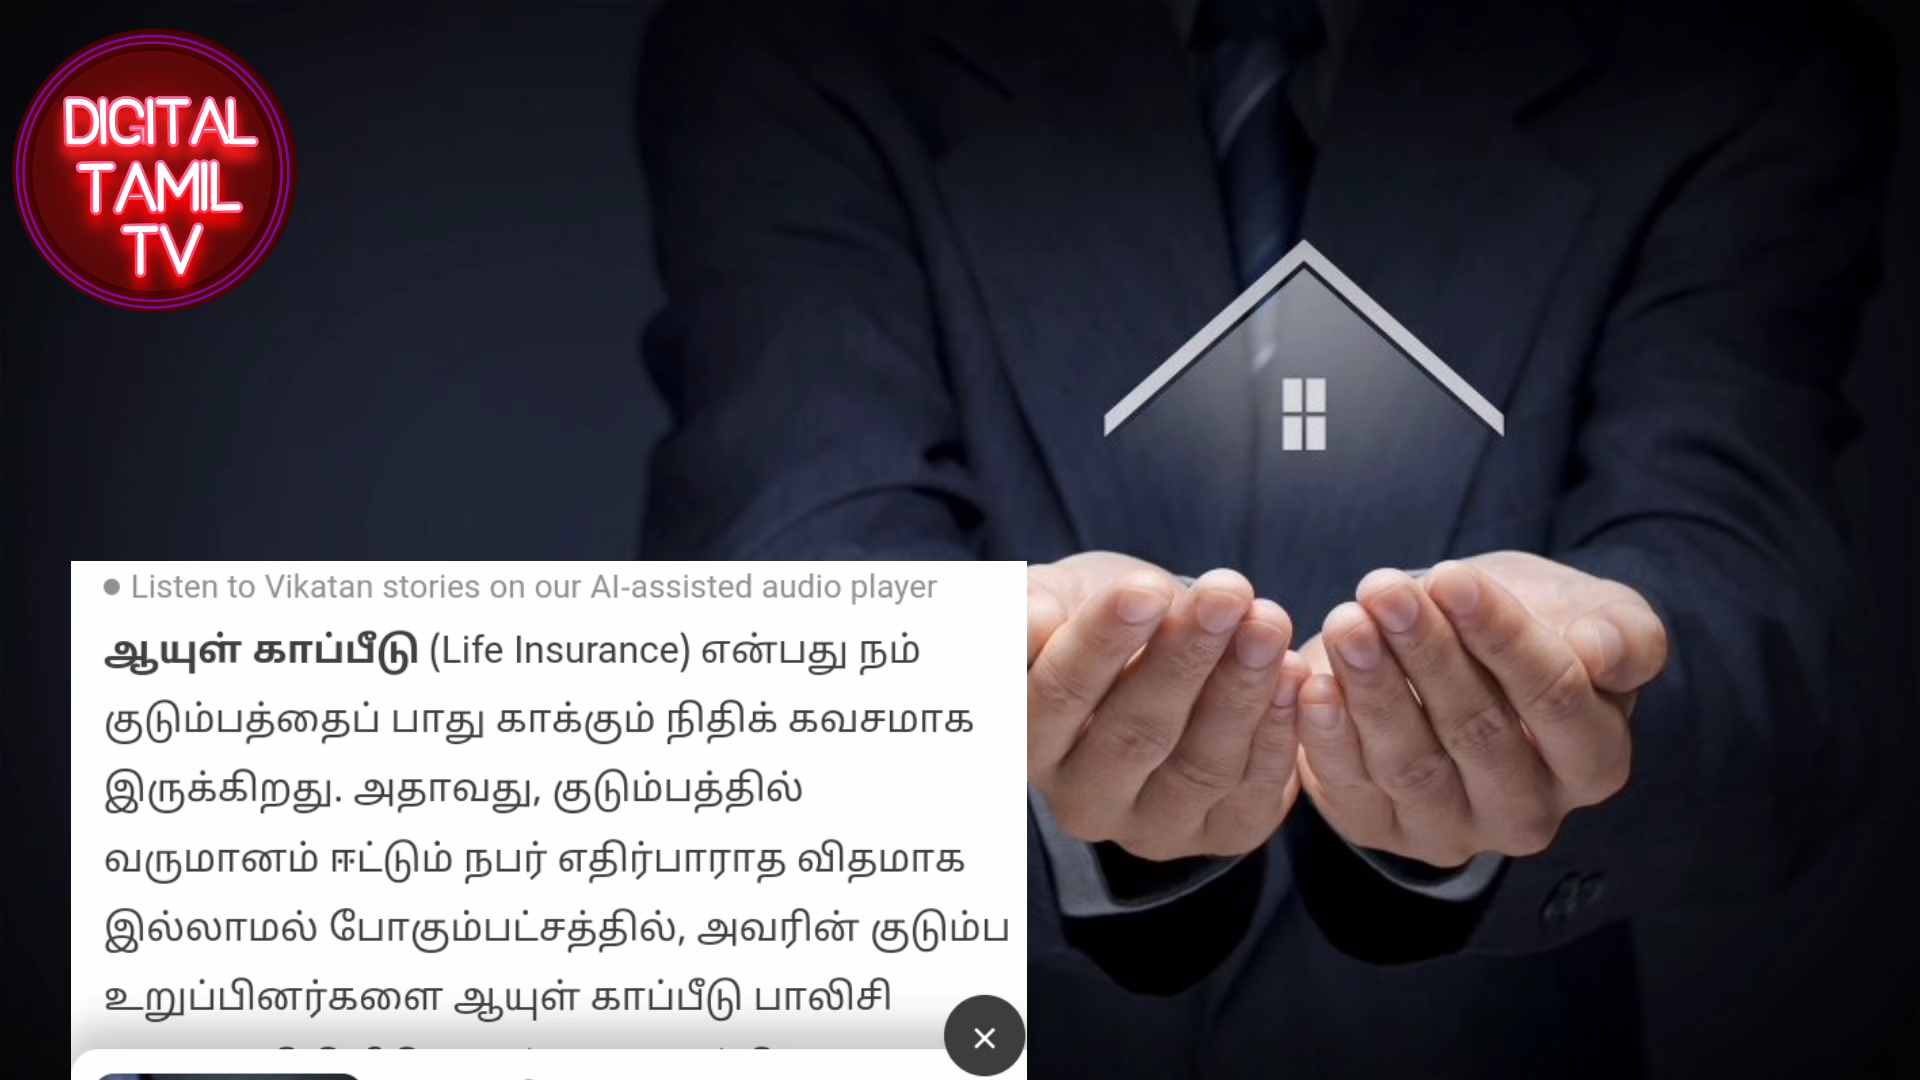 DIGITAL
TAMIL
TV
Listen to Vikatan stories on our AI-assisted audio player
ஆயுள் காப்பீடு (Life Insurance) என்பது நம்
குடும்பத்தைப் பாது காக்கும் நிதிக் கவசமாக
இருக்கிறது. அதாவது, குடும்பத்தில்
வருமானம் ஈட்டும் நபர் எதிர்பாராத விதமாக
இல்லாமல் போகும்பட்சத்தில், அவரின் குடும்ப
உறுப்பினர்களை ஆயுள் காப்பீடு பாலிசி